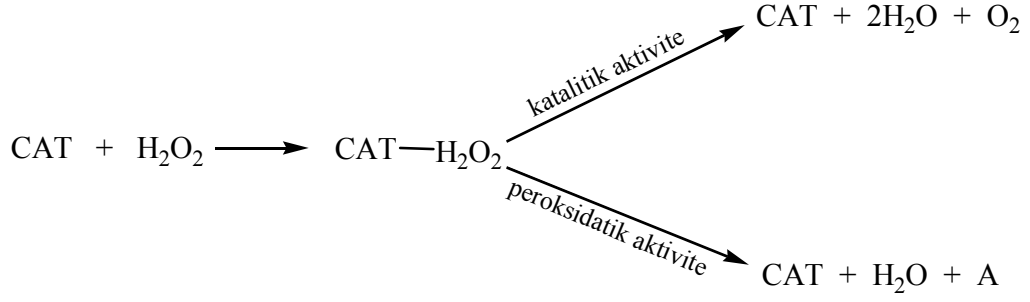 CAT + 2H₂O + O₂
katalitik aktivite
CAT + H₂O₂ CAT—H₂O₂
peroksidatik aktivite
CAT + H₂O + A